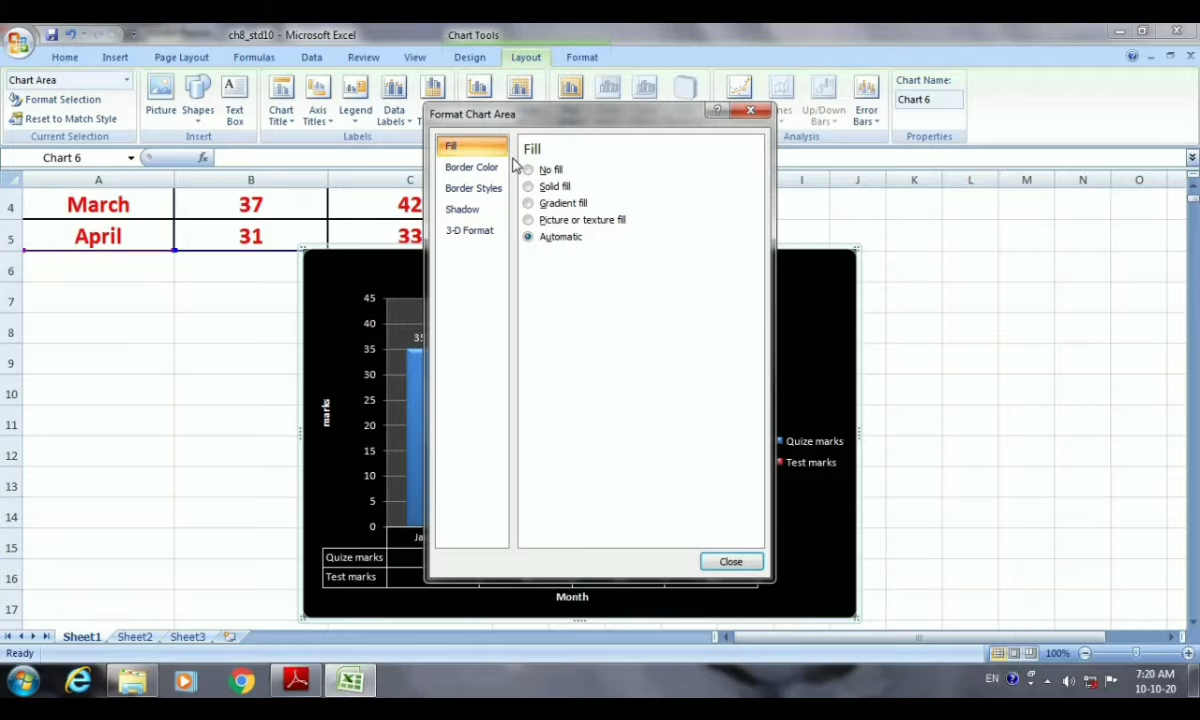 ch8_std10 - Microsoft Excel
Chart Tools
Home Insert Page Layout Formulas Data Review View Design Layout Format
Chart Area
Format Selection
Reset to Match Style
Current Selection
Picture
Shapes
Text Box
Insert
Chart Title
Axis Titles
Legend
Data Labels
Labels
Up/Down Bars
Error Bars
Analysis
Chart Name:
Chart 6
Properties
Chart 6
fx
A B C I J K L M N O
4 March 37 42
5 April 31 33
6
7
8
9
10
11
12
13
14
15
16
17
Format Chart Area
Fill
Border Color
Border Styles
Shadow
3-D Format
Fill
No fill
Solid fill
Gradient fill
Picture or texture fill
Automatic
Close
45
40
35
30
25
20
15
10
5
0
marks
Quize marks
Test marks
Quize marks
Test marks
Month
Sheet1 Sheet2 Sheet3
Ready
100%
EN
7:20 AM
10-10-20